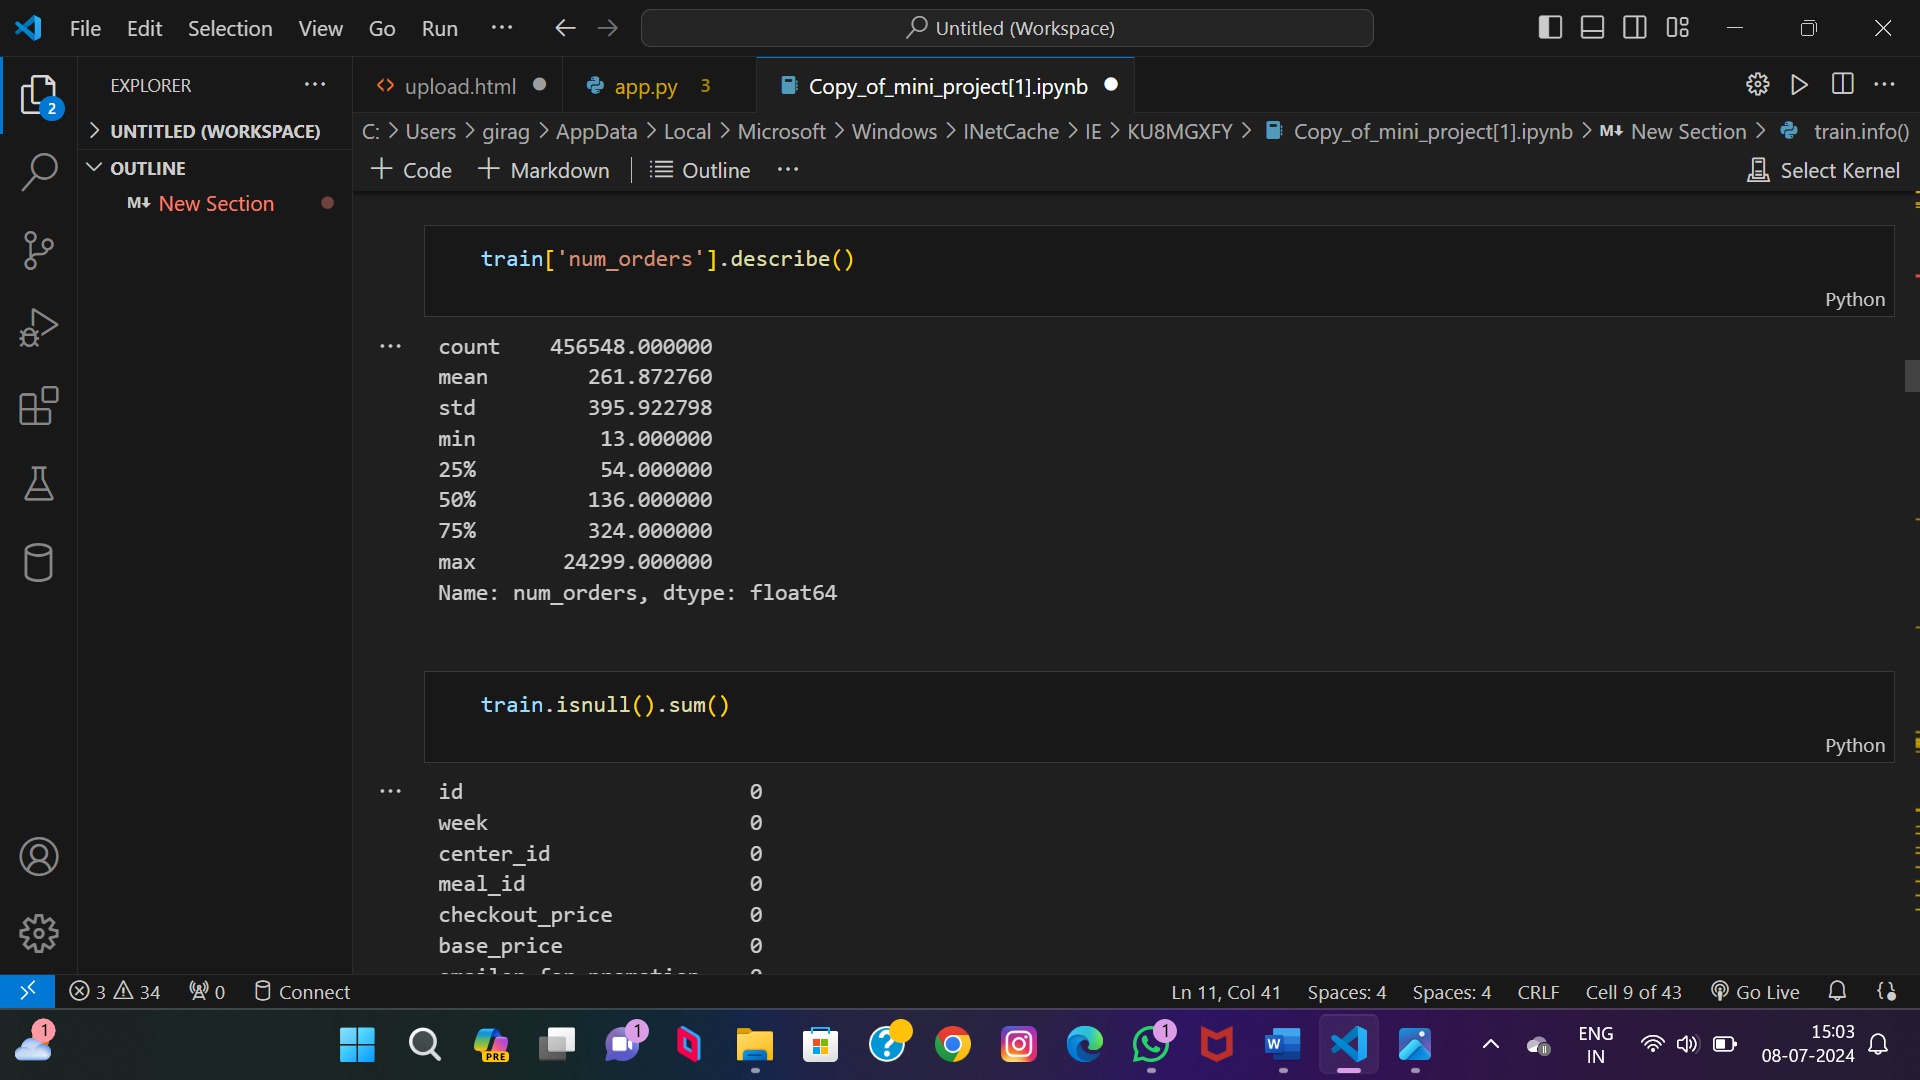 File Edit Selection View Go Run ··· Untitled (Workspace)
EXPLORER ···
upload.html app.py 3 Copy_of_mini_project[1].ipynb ···
2
UNTITLED (WORKSPACE)
OUTLINE
M↓ New Section
C: > Users > girag > AppData > Local > Microsoft > Windows > INetCache > IE > KU8MGXFY > Copy_of_mini_project[1].ipynb > M↓ New Section > train.info()
+ Code + Markdown Outline ··· Select Kernel
train['num_orders'].describe()
Python
··· count 456548.000000
mean 261.872760
std 395.922798
min 13.000000
25% 54.000000
50% 136.000000
75% 324.000000
max 24299.000000
Name: num_orders, dtype: float64
train.isnull().sum()
Python
··· id 0
week 0
center_id 0
meal_id 0
checkout_price 0
base_price 0
3 34 0 Connect Ln 11, Col 41 Spaces: 4 Spaces: 4 CRLF Cell 9 of 43 Go Live
1 PRE 1 1 W ENG 15:03
IN 08-07-2024